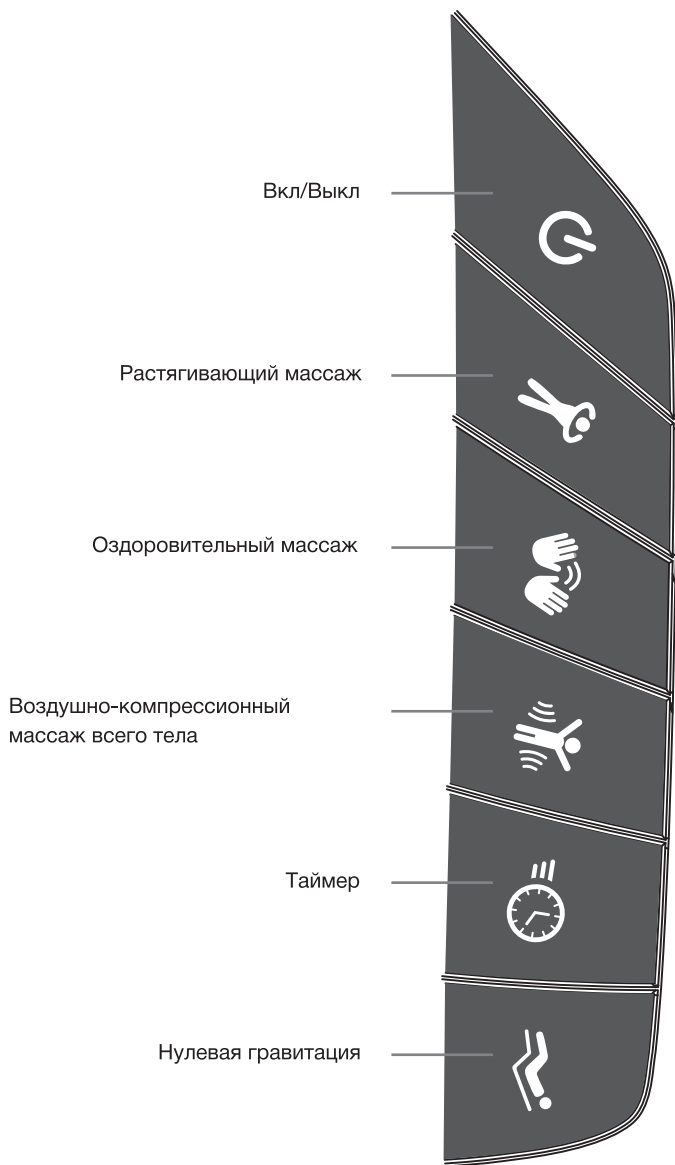 Вкл/Выкл
Растягивающий массаж
Оздоровительный массаж
Воздушно-компрессионный
массаж всего тела
Таймер
Нулевая гравитация